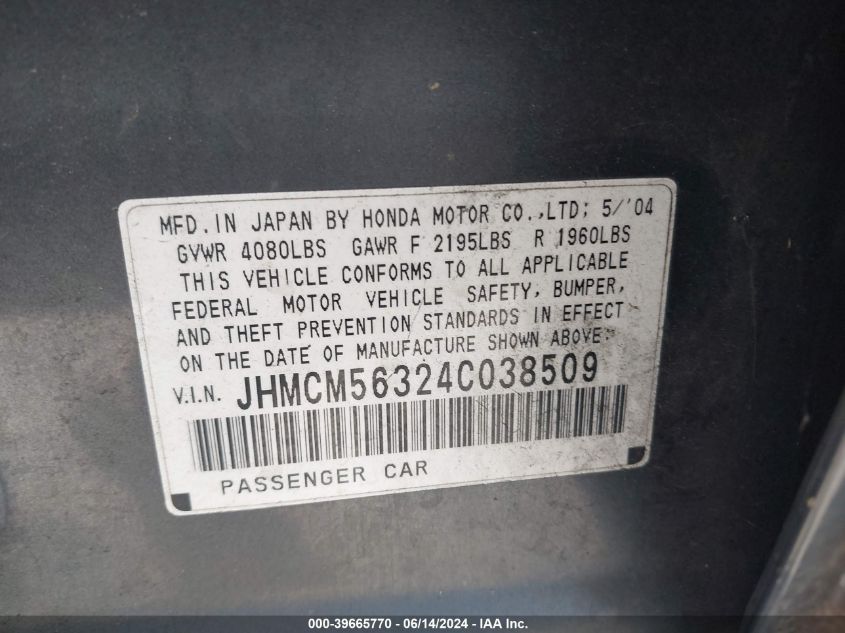 MFD. IN JAPAN BY HONDA MOTOR CO.,LTD; 5/'04
GVWR 4080LBS GAWR F 2195LBS R 1960LBS
THIS VEHICLE CONFORMS TO ALL APPLICABLE
FEDERAL MOTOR VEHICLE SAFETY, BUMPER,
AND THEFT PREVENTION STANDARDS IN EFFECT
ON THE DATE OF MANUFACTURE SHOWN ABOVE.
V.I.N. JHMCM56324C038509
PASSENGER CAR
000-39665770 - 06/14/2024 - IAA Inc.